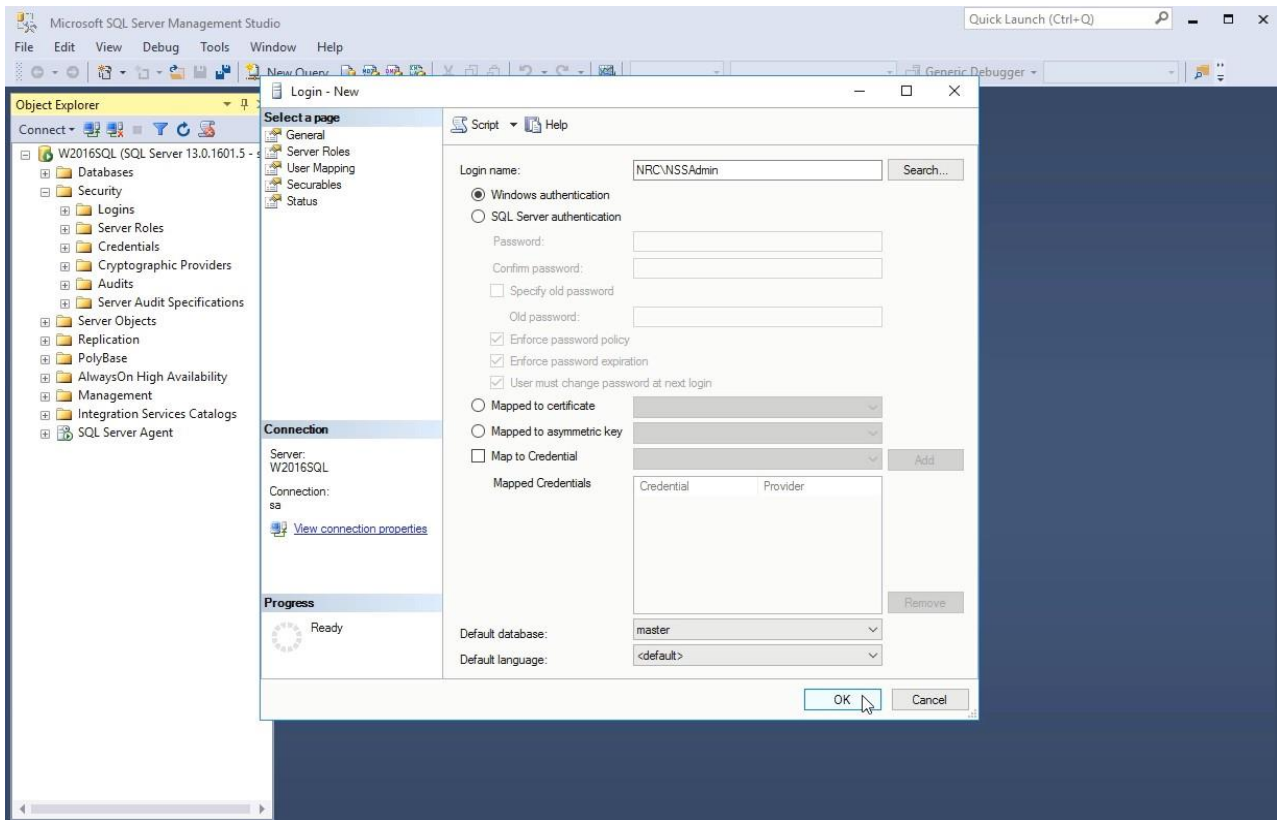 Microsoft SQL Server Management Studio
Quick Launch (Ctrl+Q)
File Edit View Debug Tools Window Help
New Query
Generic Debugger
Object Explorer
Connect
W2016SQL (SQL Server 13.0.1601.5 -
Databases
Security
Logins
Server Roles
Credentials
Cryptographic Providers
Audits
Server Audit Specifications
Server Objects
Replication
PolyBase
AlwaysOn High Availability
Management
Integration Services Catalogs
SQL Server Agent
Login - New
Select a page
General
Server Roles
User Mapping
Securables
Status
Connection
Server:
W2016SQL
Connection:
sa
View connection properties
Progress
Ready
Script Help
Login name: NRC\NSSAdmin Search...
Windows authentication
SQL Server authentication
Password:
Confirm password:
Specify old password
Old password:
Enforce password policy
Enforce password expiration
User must change password at next login
Mapped to certificate
Mapped to asymmetric key
Map to Credential Add
Mapped Credentials Credential Provider
Remove
Default database: master
Default language: <default>
OK Cancel